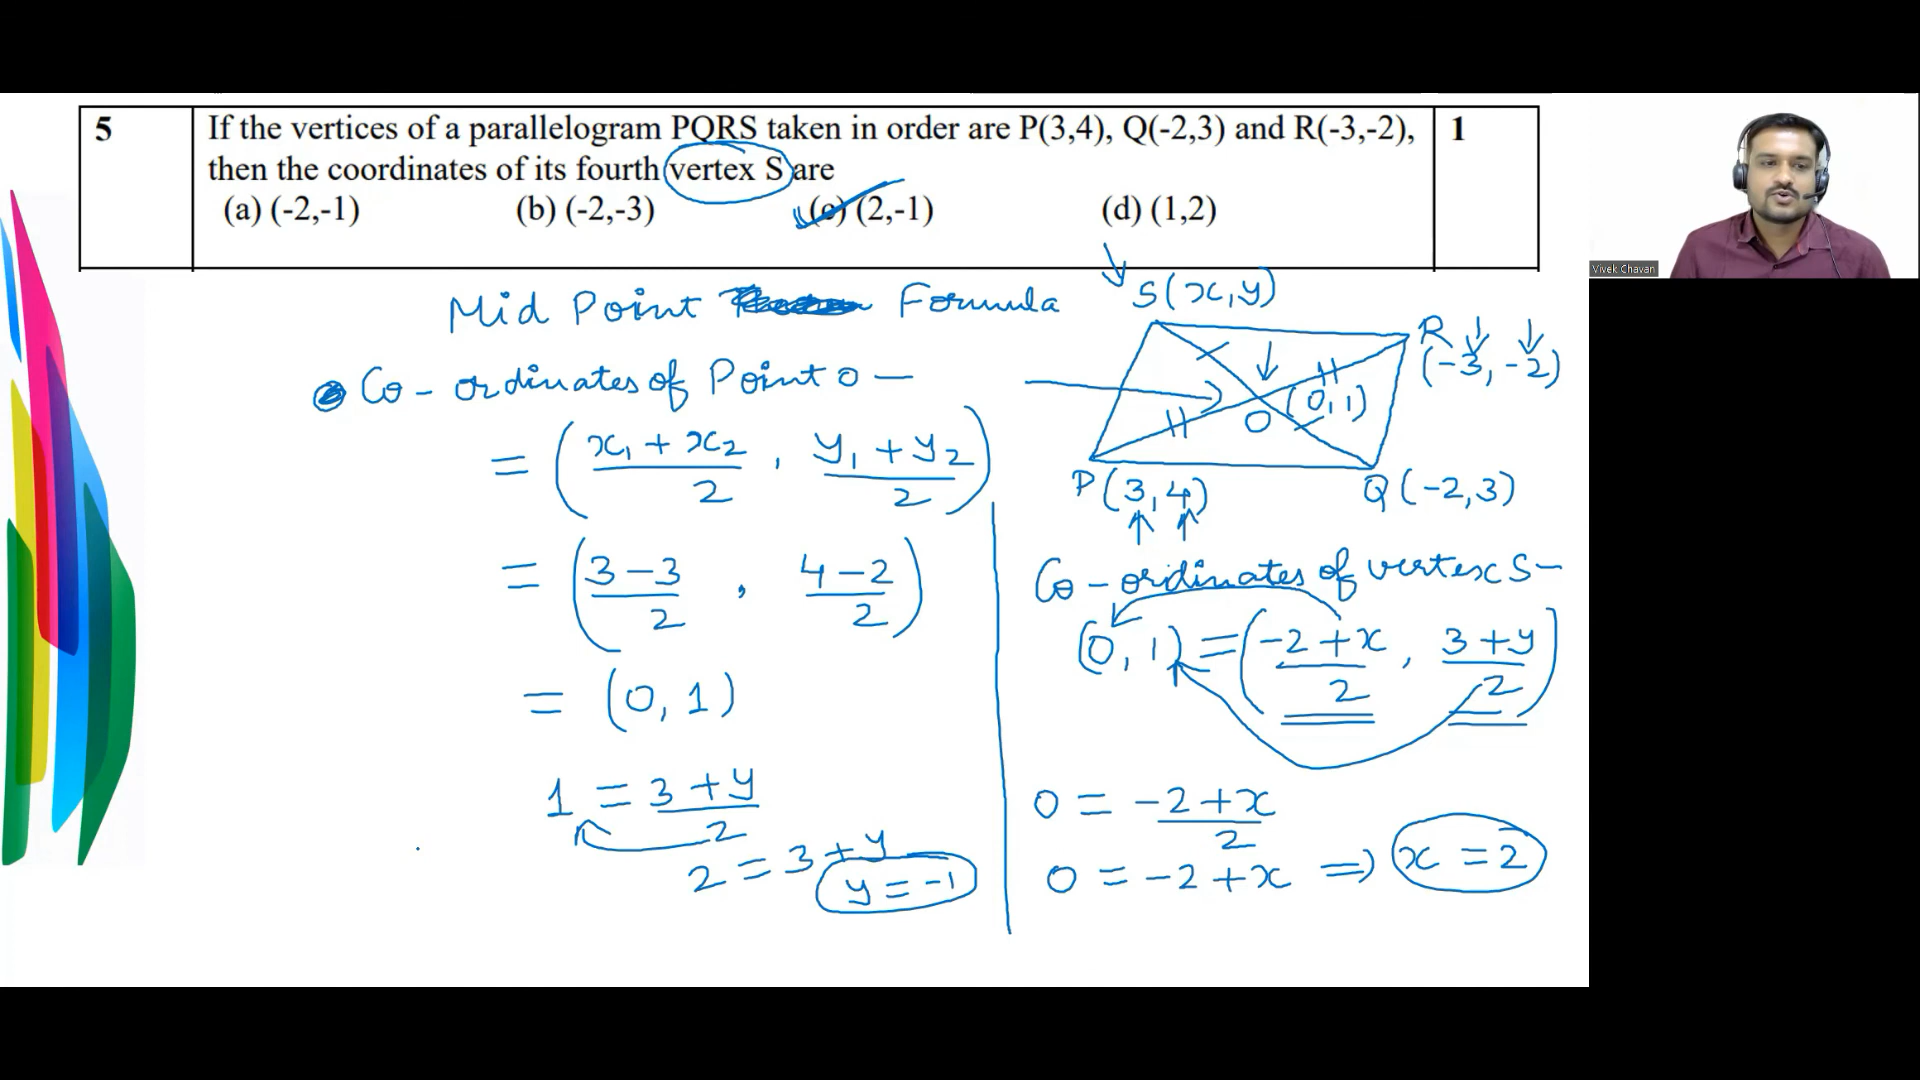 5 If the vertices of a parallelogram PQRS taken in order are P(3,4), Q(-2,3) and R(-3,-2), 1
then the coordinates of its fourth vertex S are
(a) (-2,-1) (b) (-2,-3) (c) (2,-1) (d) (1,2)
Vivek Chavan
Mid Point Formula
S(x,y)
R
(-3, -2)
(0,1)
O
P(3,4)
Q(-2,3)
Co-ordinates of Point O —
= (x₁ + x₂ / 2 , y₁ + y₂ / 2)
= (3 - 3 / 2 , 4 - 2 / 2)
= (0, 1)
1 = 3 + y / 2
2 = 3 + y
y = -1
Co-ordinates of vertex S —
(0, 1) = (-2 + x / 2 , 3 + y / 2)
0 = -2 + x / 2
0 = -2 + x ⇒ x = 2